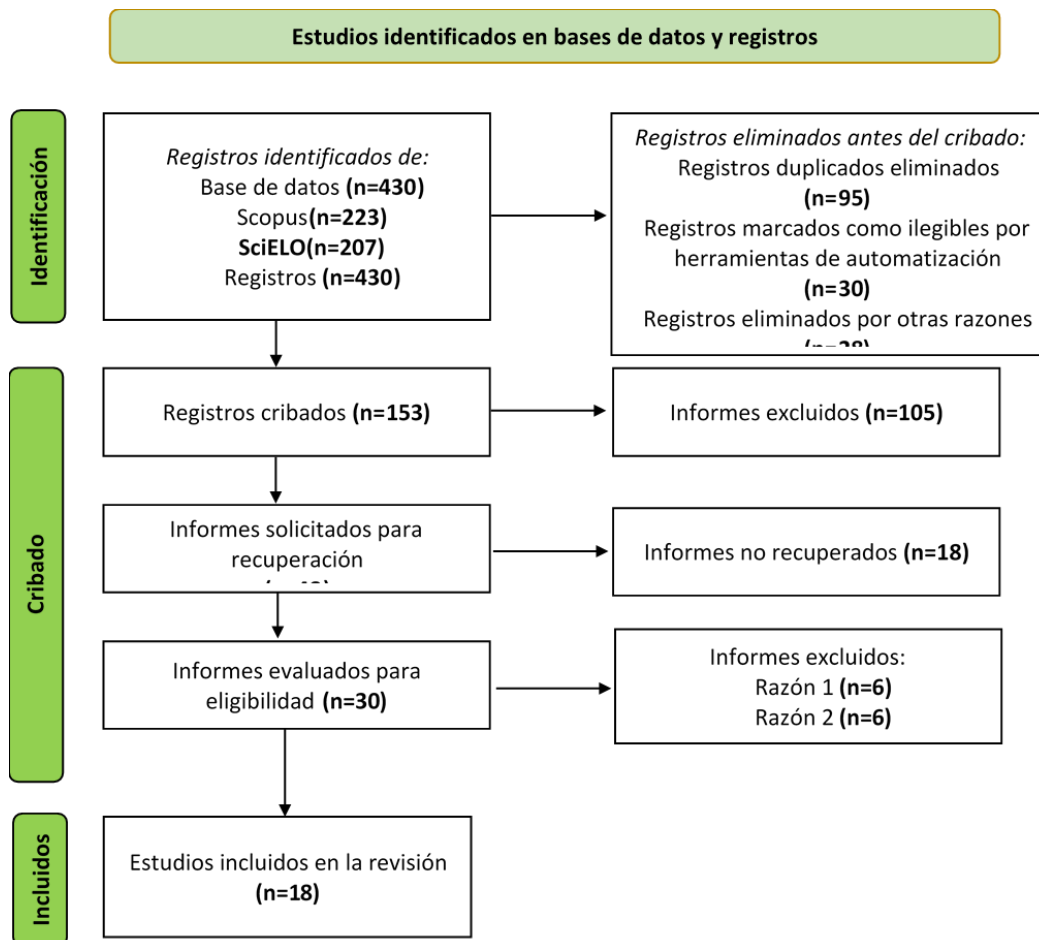 Estudios identificados en bases de datos y registros
Identificación
Registros identificados de:
Base de datos (n=430)
Scopus(n=223)
SciELO(n=207)
Registros (n=430)
Registros eliminados antes del cribado:
Registros duplicados eliminados
(n=95)
Registros marcados como ilegibles por
herramientas de automatización
(n=30)
Registros eliminados por otras razones
Cribado
Registros cribados (n=153)
Informes excluidos (n=105)
Informes solicitados para
recuperación
Informes no recuperados (n=18)
Informes evaluados para
eligibilidad (n=30)
Informes excluidos:
Razón 1 (n=6)
Razón 2 (n=6)
Incluidos
Estudios incluidos en la revisión
(n=18)